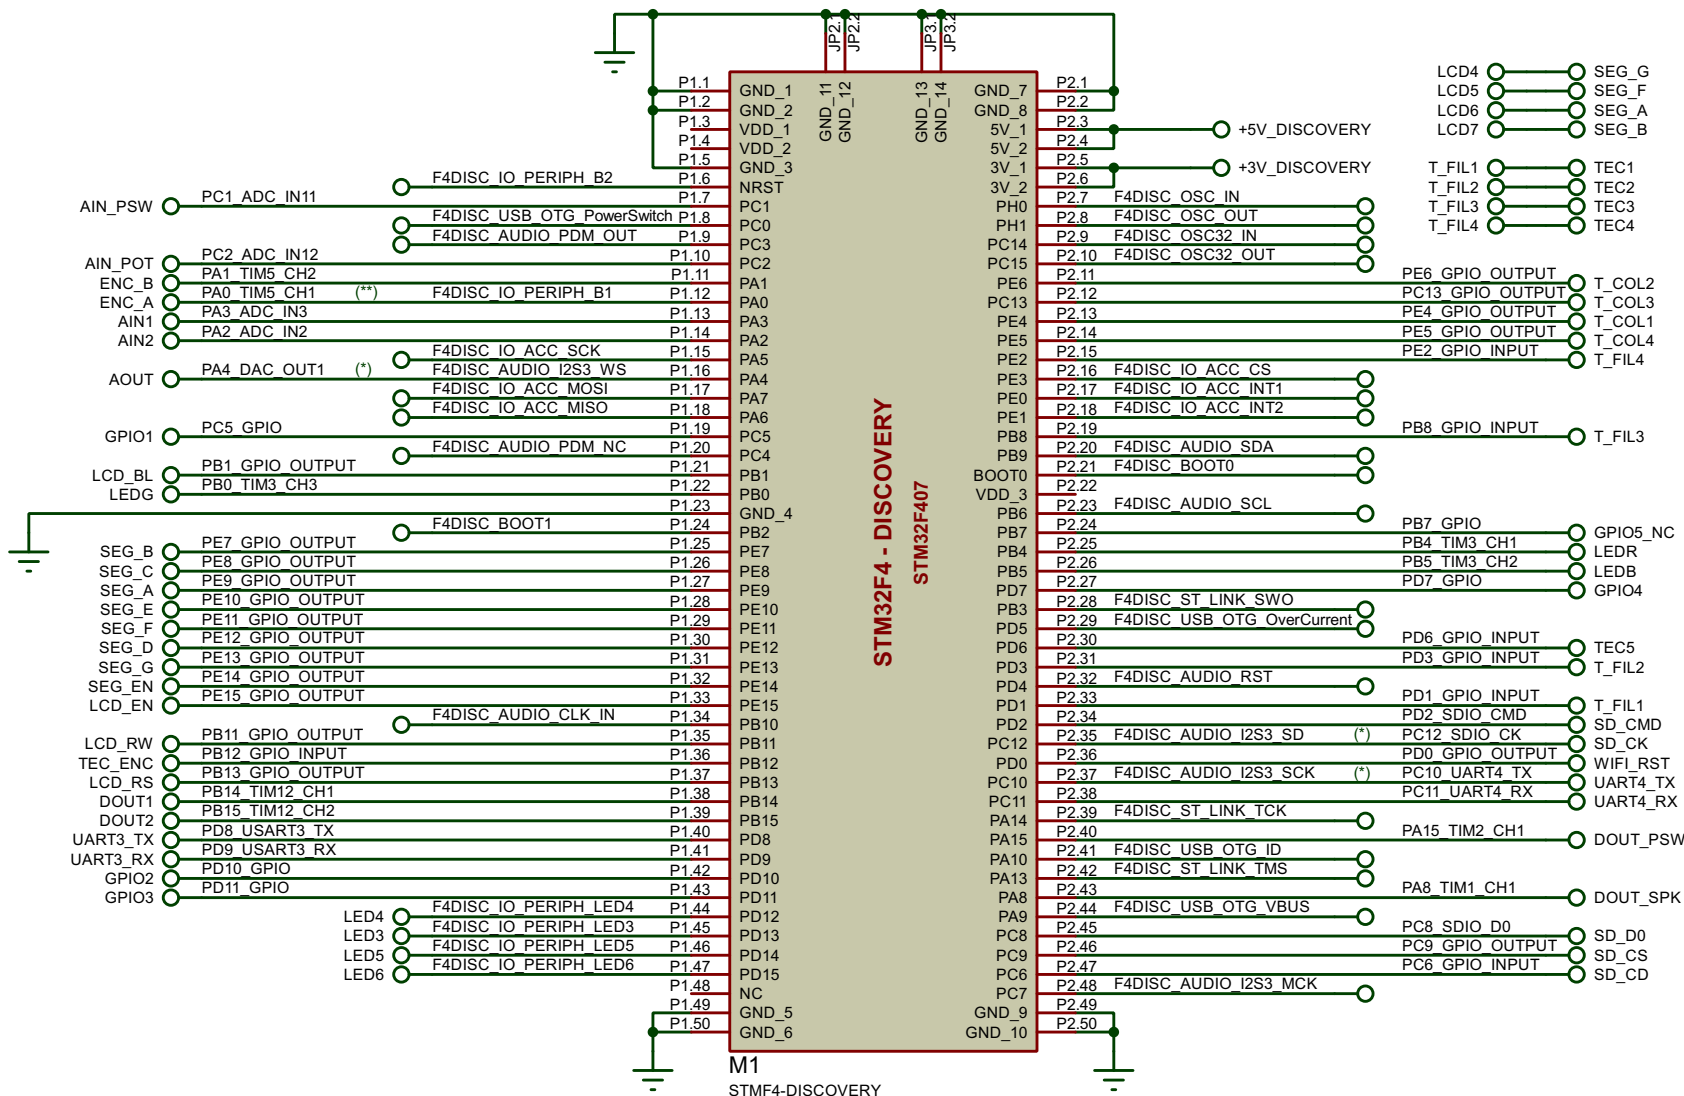 JP2.1 JP2.2 JP3.1 JP3.2
GND_11 GND_12 GND_13 GND_14
P1.1 GND_1 GND_7 P2.1
P1.2 GND_2 GND_8 P2.2
P1.3 VDD_1 5V_1 P2.3 +5V_DISCOVERY
P1.4 VDD_2 5V_2 P2.4
P1.5 GND_3 3V_1 P2.5 +3V_DISCOVERY
F4DISC_IO_PERIPH_B2 P1.6 NRST 3V_2 P2.6
AIN_PSW PC1_ADC_IN11 P1.7 PC1 PH0 P2.7 F4DISC_OSC_IN
F4DISC_USB_OTG_PowerSwitch P1.8 PC0 PH1 P2.8 F4DISC_OSC_OUT
F4DISC_AUDIO_PDM_OUT P1.9 PC3 PC14 P2.9 F4DISC_OSC32_IN
AIN_POT PC2_ADC_IN12 P1.10 PC2 PC15 P2.10 F4DISC_OSC32_OUT
ENC_B PA1_TIM5_CH2 P1.11 PA1 PE6 P2.11 PE6_GPIO_OUTPUT T_COL2
ENC_A PA0_TIM5_CH1 (**) F4DISC_IO_PERIPH_B1 P1.12 PA0 PC13 P2.12 PC13_GPIO_OUTPUT T_COL3
AIN1 PA3_ADC_IN3 P1.13 PA3 PE4 P2.13 PE4_GPIO_OUTPUT T_COL1
AIN2 PA2_ADC_IN2 P1.14 PA2 PE5 P2.14 PE5_GPIO_OUTPUT T_COL4
F4DISC_IO_ACC_SCK P1.15 PA5 PE2 P2.15 PE2_GPIO_INPUT T_FIL4
AOUT PA4_DAC_OUT1 (*) F4DISC_AUDIO_I2S3_WS P1.16 PA4 PE3 P2.16 F4DISC_IO_ACC_CS
F4DISC_IO_ACC_MOSI P1.17 PA7 PE0 P2.17 F4DISC_IO_ACC_INT1
F4DISC_IO_ACC_MISO P1.18 PA6 PE1 P2.18 F4DISC_IO_ACC_INT2
GPIO1 PC5_GPIO P1.19 PC5 PB8 P2.19 PB8_GPIO_INPUT T_FIL3
F4DISC_AUDIO_PDM_NC P1.20 PC4 PB9 P2.20 F4DISC_AUDIO_SDA
LCD_BL PB1_GPIO_OUTPUT P1.21 PB1 BOOT0 P2.21 F4DISC_BOOT0
LEDG PB0_TIM3_CH3 P1.22 PB0 VDD_3 P2.22
P1.23 GND_4 PB6 P2.23 F4DISC_AUDIO_SCL
F4DISC_BOOT1 P1.24 PB2 PB7 P2.24 PB7_GPIO GPIO5_NC
SEG_B PE7_GPIO_OUTPUT P1.25 PE7 PB4 P2.25 PB4_TIM3_CH1 LEDR
SEG_C PE8_GPIO_OUTPUT P1.26 PE8 PB5 P2.26 PB5_TIM3_CH2 LEDB
SEG_A PE9_GPIO_OUTPUT P1.27 PE9 PD7 P2.27 PD7_GPIO GPIO4
SEG_E PE10_GPIO_OUTPUT P1.28 PE10 PB3 P2.28 F4DISC_ST_LINK_SWO
SEG_F PE11_GPIO_OUTPUT P1.29 PE11 PD5 P2.29 F4DISC_USB_OTG_OverCurrent
SEG_D PE12_GPIO_OUTPUT P1.30 PE12 PD6 P2.30 PD6_GPIO_INPUT TEC5
SEG_G PE13_GPIO_OUTPUT P1.31 PE13 PD3 P2.31 PD3_GPIO_INPUT T_FIL2
SEG_EN PE14_GPIO_OUTPUT P1.32 PE14 PD4 P2.32 F4DISC_AUDIO_RST
LCD_EN PE15_GPIO_OUTPUT P1.33 PE15 PD1 P2.33 PD1_GPIO_INPUT T_FIL1
F4DISC_AUDIO_CLK_IN P1.34 PB10 PD2 P2.34 PD2_SDIO_CMD SD_CMD
LCD_RW PB11_GPIO_OUTPUT P1.35 PB11 PC12 P2.35 F4DISC_AUDIO_I2S3_SD (*) PC12_SDIO_CK SD_CK
TEC_ENC PB12_GPIO_INPUT P1.36 PB12 PD0 P2.36 PD0_GPIO_OUTPUT WIFI_RST
LCD_RS PB13_GPIO_OUTPUT P1.37 PB13 PC10 P2.37 F4DISC_AUDIO_I2S3_SCK (*) PC10_UART4_TX UART4_TX
DOUT1 PB14_TIM12_CH1 P1.38 PB14 PC11 P2.38 PC11_UART4_RX UART4_RX
DOUT2 PB15_TIM12_CH2 P1.39 PB15 PA14 P2.39 F4DISC_ST_LINK_TCK
UART3_TX PD8_USART3_TX P1.40 PD8 PA15 P2.40 PA15_TIM2_CH1 DOUT_PSW
UART3_RX PD9_USART3_RX P1.41 PD9 PA10 P2.41 F4DISC_USB_OTG_ID
GPIO2 PD10_GPIO P1.42 PD10 PA13 P2.42 F4DISC_ST_LINK_TMS
GPIO3 PD11_GPIO P1.43 PD11 PA8 P2.43 PA8_TIM1_CH1 DOUT_SPK
LED4 F4DISC_IO_PERIPH_LED4 P1.44 PD12 PA9 P2.44 F4DISC_USB_OTG_VBUS
LED3 F4DISC_IO_PERIPH_LED3 P1.45 PD13 PC8 P2.45 PC8_SDIO_D0 SD_D0
LED5 F4DISC_IO_PERIPH_LED5 P1.46 PD14 PC9 P2.46 PC9_GPIO_OUTPUT SD_CS
LED6 F4DISC_IO_PERIPH_LED6 P1.47 PD15 PC6 P2.47 PC6_GPIO_INPUT SD_CD
P1.48 NC PC7 P2.48 F4DISC_AUDIO_I2S3_MCK
P1.49 GND_5 GND_9 P2.49
P1.50 GND_6 GND_10 P2.50
STM32F4 - DISCOVERY
STM32F407
M1
STMF4-DISCOVERY
LCD4 SEG_G
LCD5 SEG_F
LCD6 SEG_A
LCD7 SEG_B
T_FIL1 TEC1
T_FIL2 TEC2
T_FIL3 TEC3
T_FIL4 TEC4